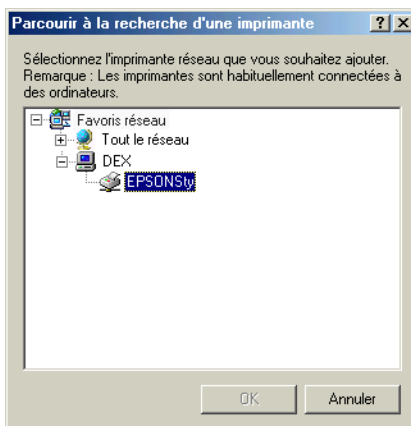 Parcourir à la recherche d'une imprimante
Sélectionnez l'imprimante réseau que vous souhaitez ajouter.
Remarque : Les imprimantes sont habituellement connectées à
des ordinateurs.
Favoris réseau
Tout le réseau
DEX
EPSONSty
OK
Annuler